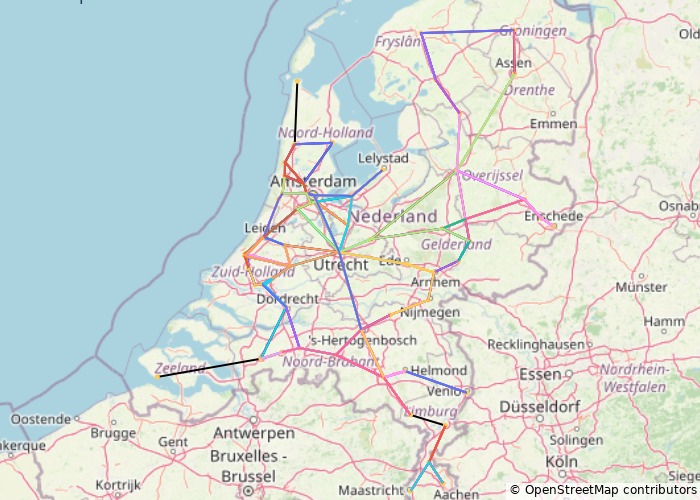 Groningen
Fryslân
Old
Assen
Drenthe
Emmen
Noord-Holland
Lelystad
Amsterdam
Overijssel
Nederland
Enschede
Osnab
Leiden
Gelderland
Utrecht
Ede
Zuid-Holland
Arnhem
Münster
Dordrecht
Nijmegen
Hamm
's-Hertogenbosch
Recklinghausen
Zeeland
Noord-Brabant
Helmond
Essen
Nordrhein-
Westfalen
Venlo
Düsseldorf
Limburg
Oostende
Brugge
Antwerpen
Solingen
nkerque
Gent
Bruxelles -
Brussel
Köln
Kortrijk
Maastricht
Aachen
© OpenStreetMap contributors